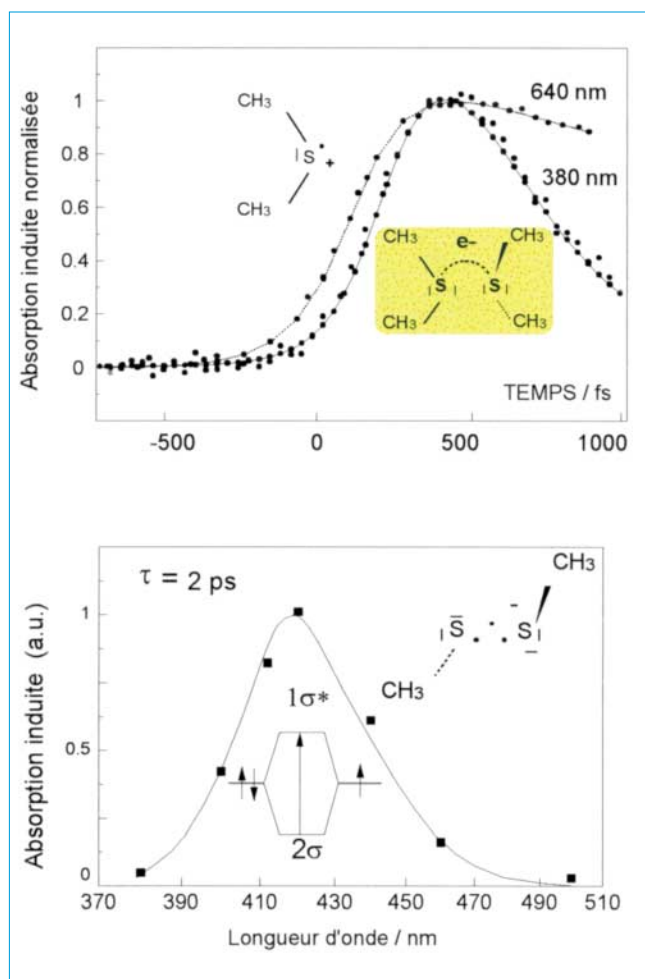 Absorption induite normalisée
1
0.8
0.6
0.4
0.2
0
CH3
| S •
+
CH3
640 nm
380 nm
e-
CH3 CH3
| S | | S |
CH3 CH3
TEMPS / fs
-500 0 500 1000
Absorption induite (a.u.)
1
0.5
0
τ = 2 ps
CH3
-
|S . . S|
CH3
1σ*
2σ
370 390 410 430 450 470 490 510
Longueur d'onde / nm